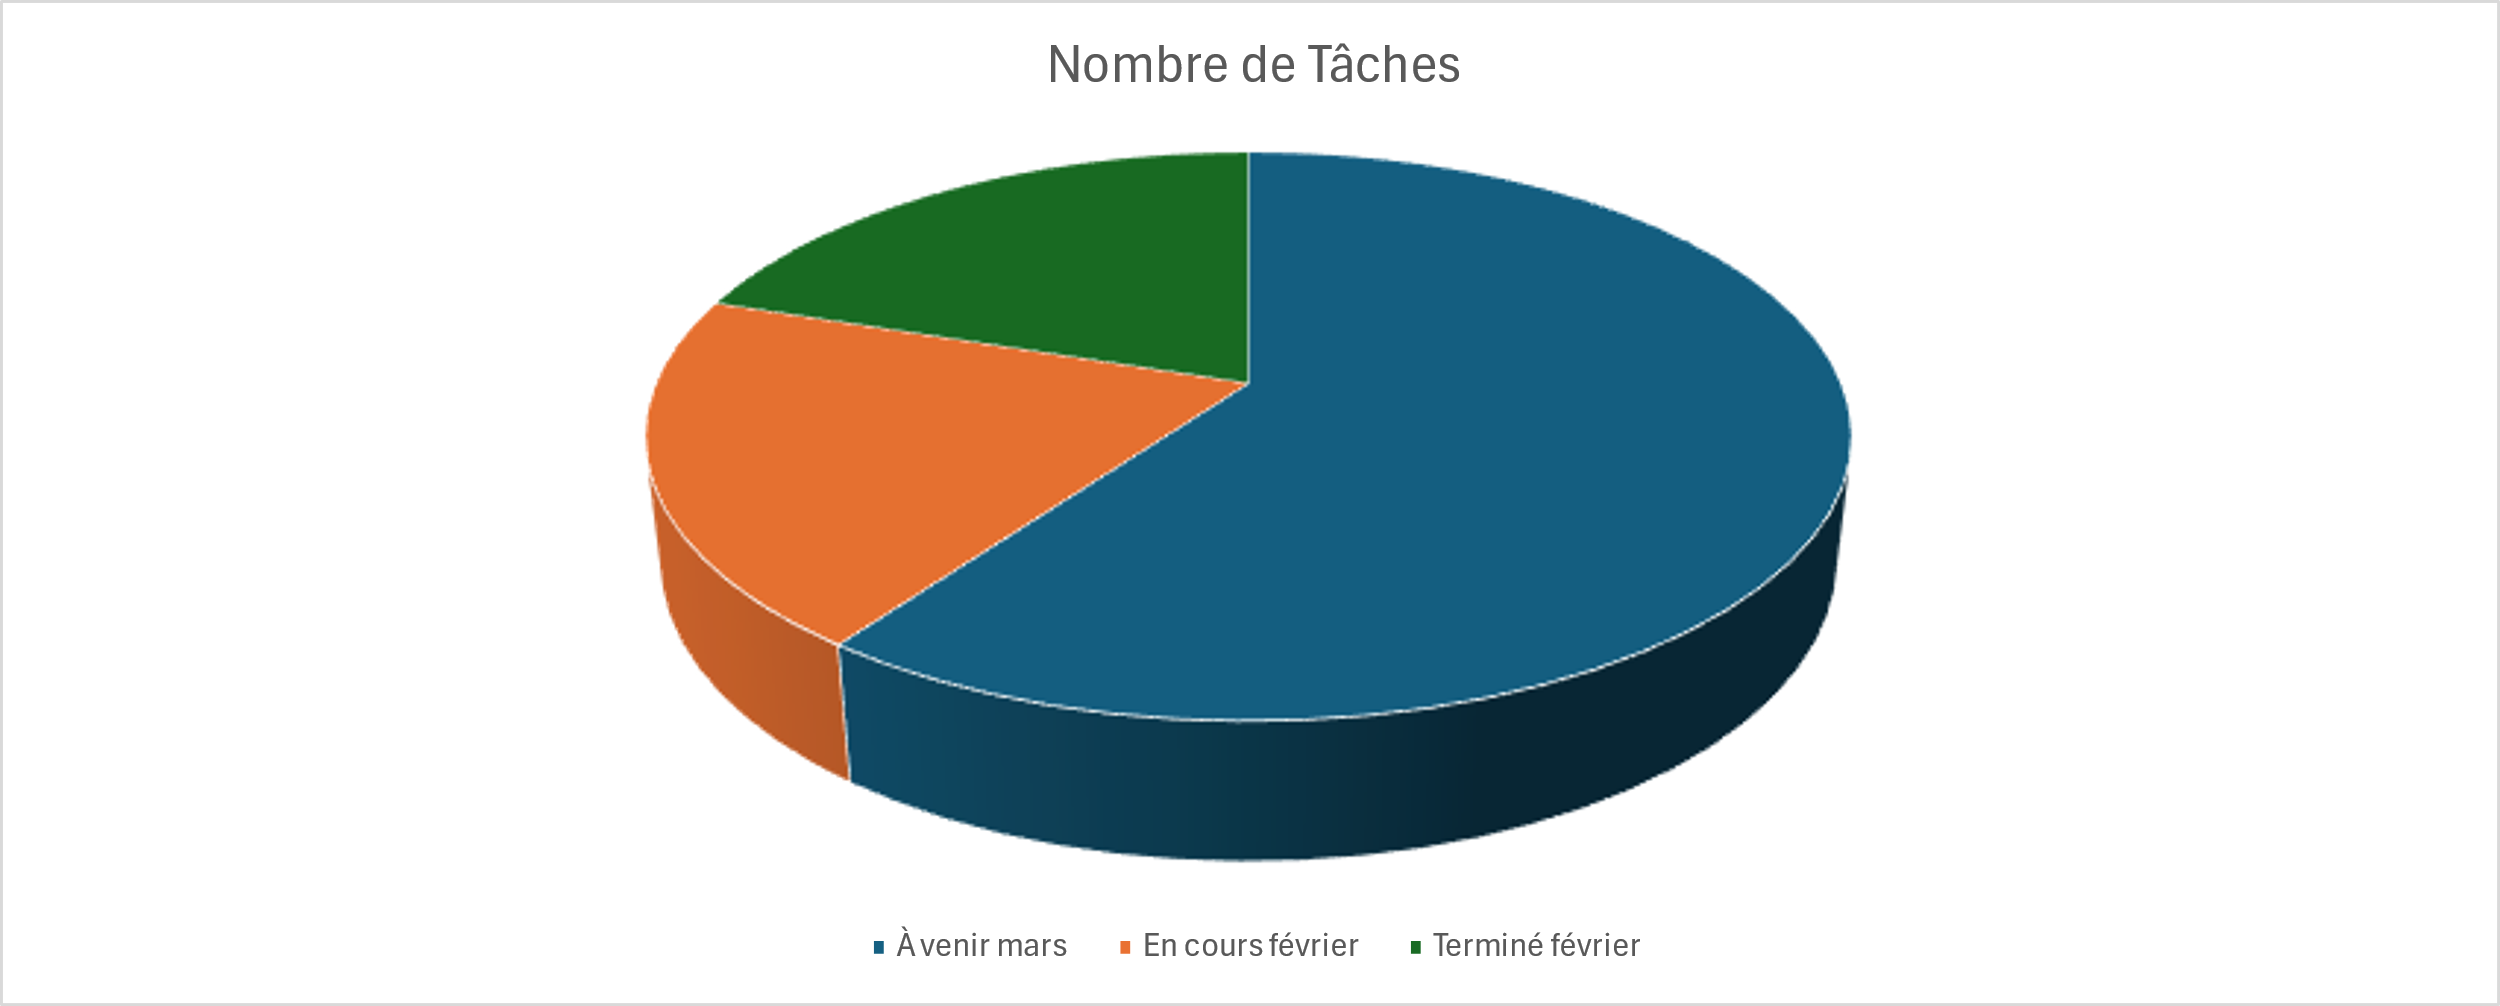 Nombre de Tâches
À venir mars
En cours février
Terminé février